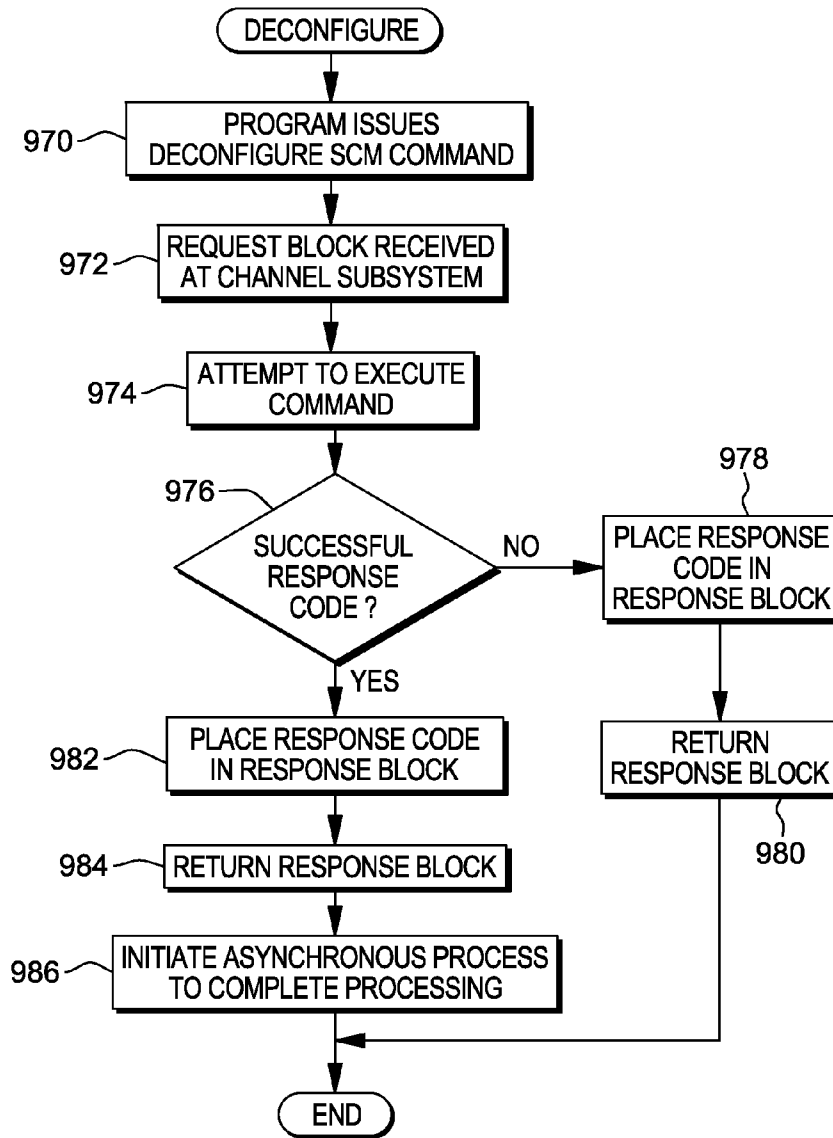 DECONFIGURE
970
PROGRAM ISSUES
DECONFIGURE SCM COMMAND
972
REQUEST BLOCK RECEIVED
AT CHANNEL SUBSYSTEM
974
ATTEMPT TO EXECUTE
COMMAND
976
SUCCESSFUL
RESPONSE
CODE ?
NO
978
PLACE RESPONSE
CODE IN
RESPONSE BLOCK
YES
982
PLACE RESPONSE CODE
IN RESPONSE BLOCK
RETURN
RESPONSE BLOCK
980
984
RETURN RESPONSE BLOCK
986
INITIATE ASYNCHRONOUS PROCESS
TO COMPLETE PROCESSING
END